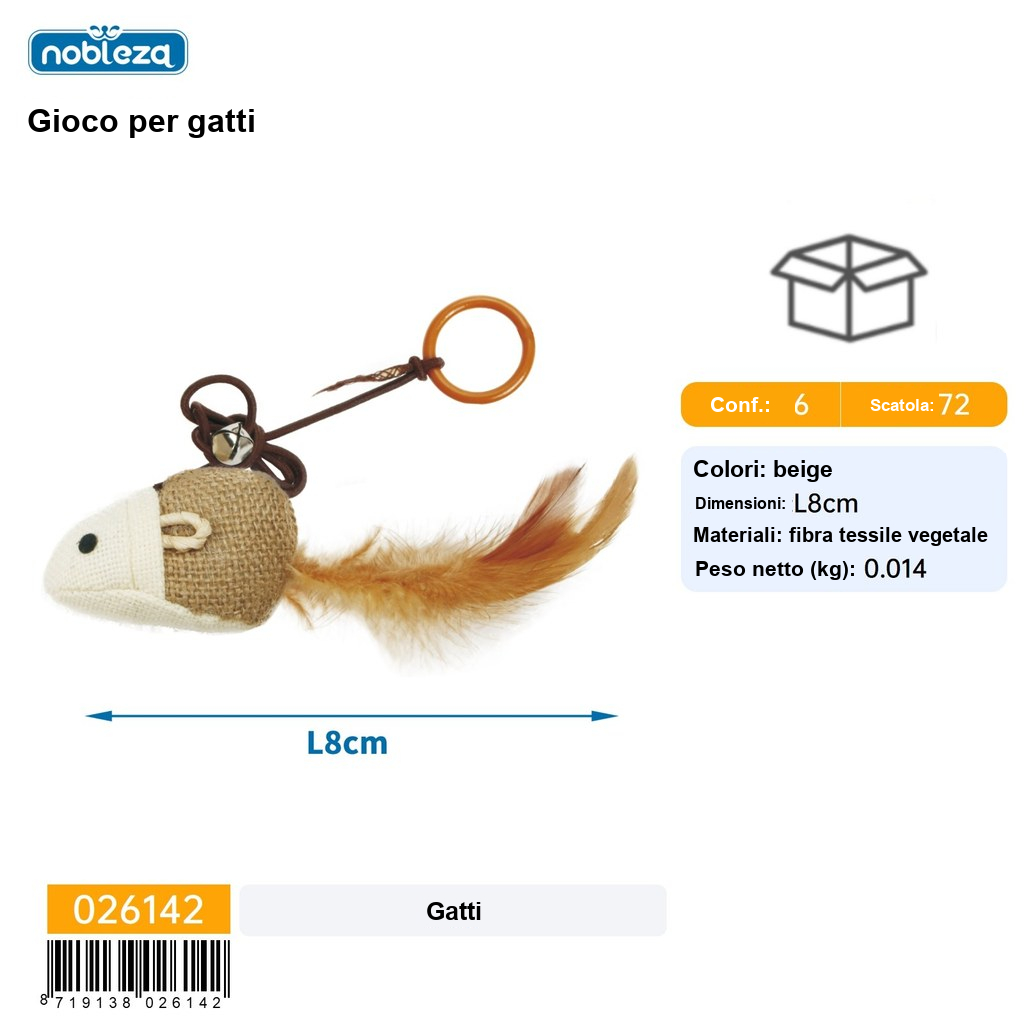 nobleza
Gioco per gatti
Conf.: 6
Scatola: 72
Colori: beige
Dimensioni: L8cm
Materiali: fibra tessile vegetale
Peso netto (kg): 0.014
L8cm
026142
Gatti
8 719138 026142